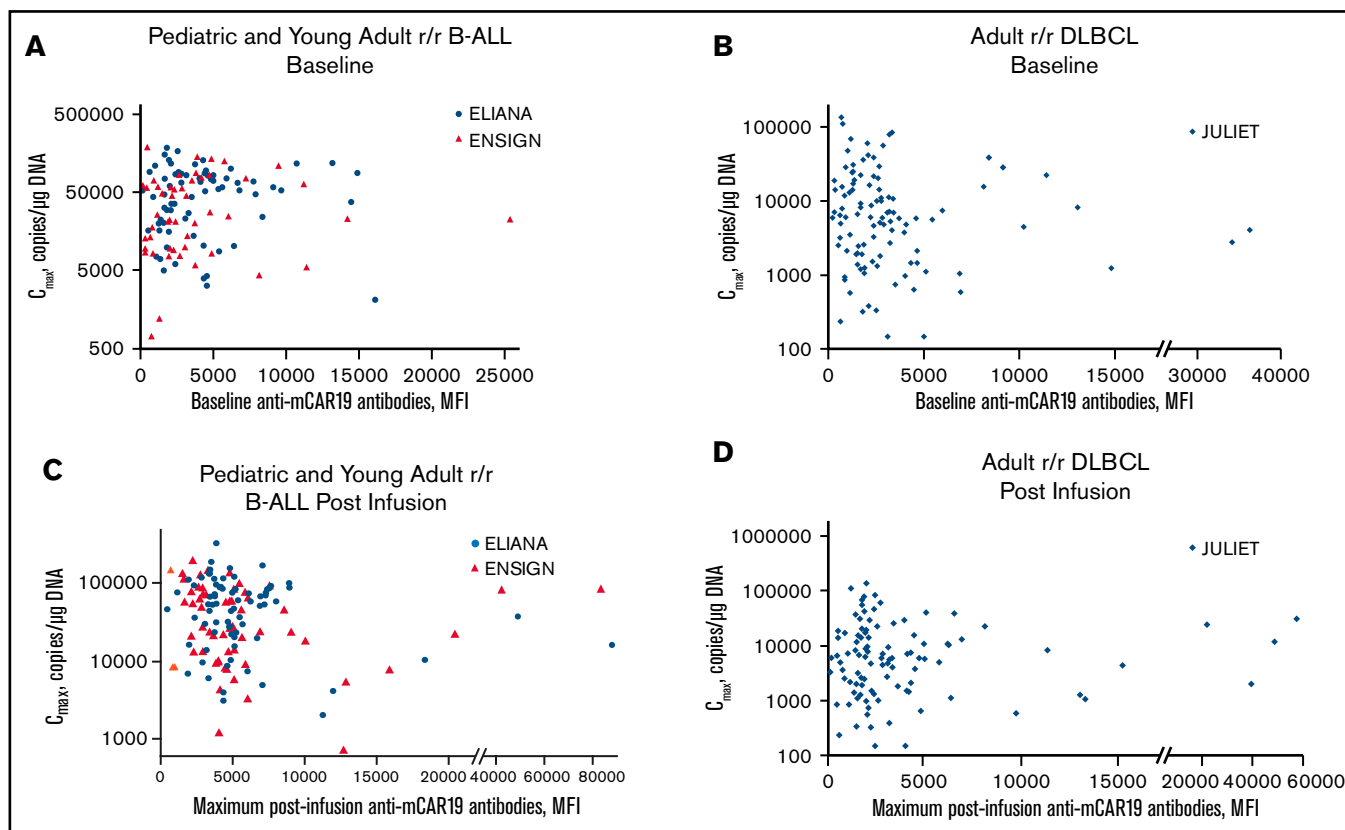 A
Pediatric and Young Adult r/r B-ALL
Baseline
500000
50000
5000
500
Cmax, copies/µg DNA
ELIANA
ENSIGN
0 5000 10000 15000 20000 25000
Baseline anti-mCAR19 antibodies, MFI
B
Adult r/r DLBCL
Baseline
100000
10000
1000
100
Cmax, copies/µg DNA
JULIET
0 5000 10000 15000 30000 40000
Baseline anti-mCAR19 antibodies, MFI
C
Pediatric and Young Adult r/r
B-ALL Post Infusion
100000
10000
1000
Cmax, copies/µg DNA
ELIANA
ENSIGN
0 5000 10000 15000 20000 40000 80000
Maximum post-infusion anti-mCAR19 antibodies, MFI
D
Adult r/r DLBCL
Post Infusion
1000000
100000
10000
1000
100
Cmax, copies/µg DNA
JULIET
0 5000 10000 15000 20000 40000 60000
Maximum post-infusion anti-mCAR19 antibodies, MFI